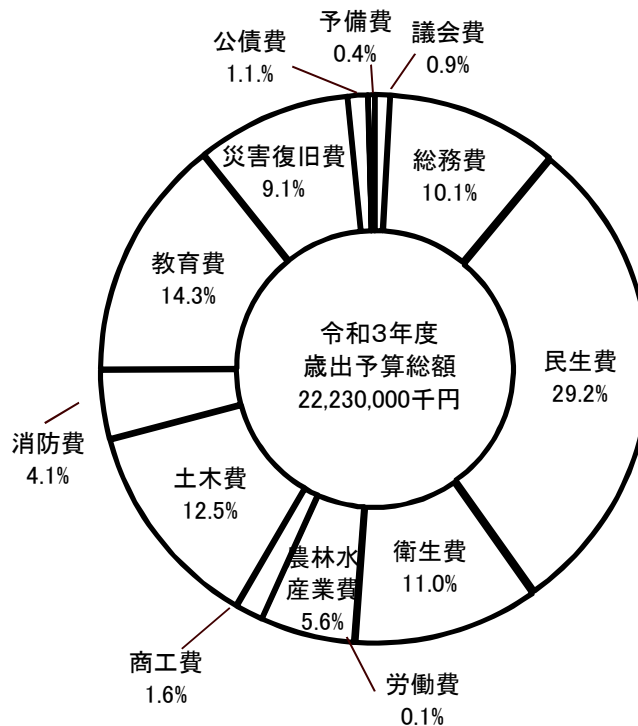 予備費
0.4%
議会費
0.9%
総務費
10.1%
民生費
29.2%
衛生費
11.0%
労働費
0.1%
農林水
産業費
5.6%
商工費
1.6%
土木費
12.5%
消防費
4.1%
教育費
14.3%
災害復旧費
9.1%
公債費
1.1.%
令和3年度
歳出予算総額
22,230,000千円